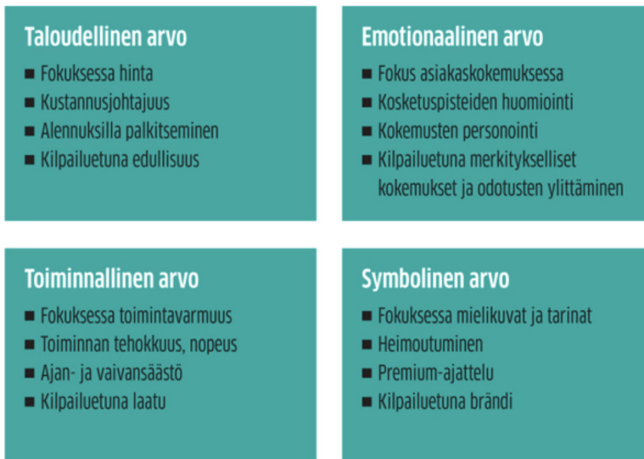 Taloudellinen arvo
■ Fokuksessa hinta
■ Kustannusjohtajuus
■ Alennuksilla palkitseminen
■ Kilpailuetuna edullisuus
Emotionaalinen arvo
■ Fokus asiakaskokemuksessa
■ Kosketuspisteiden huomiointi
■ Kokemusten personointi
■ Kilpailuetuna merkitykselliset
kokemukset ja odotusten ylittäminen
Toiminnallinen arvo
■ Fokuksessa toimintavarmuus
■ Toiminnan tehokkuus, nopeus
■ Ajan- ja vaivansäästö
■ Kilpailuetuna laatu
Symbolinen arvo
■ Fokuksessa mielikuvat ja tarinat
■ Heimoutuminen
■ Premium-ajattelu
■ Kilpailuetuna brändi